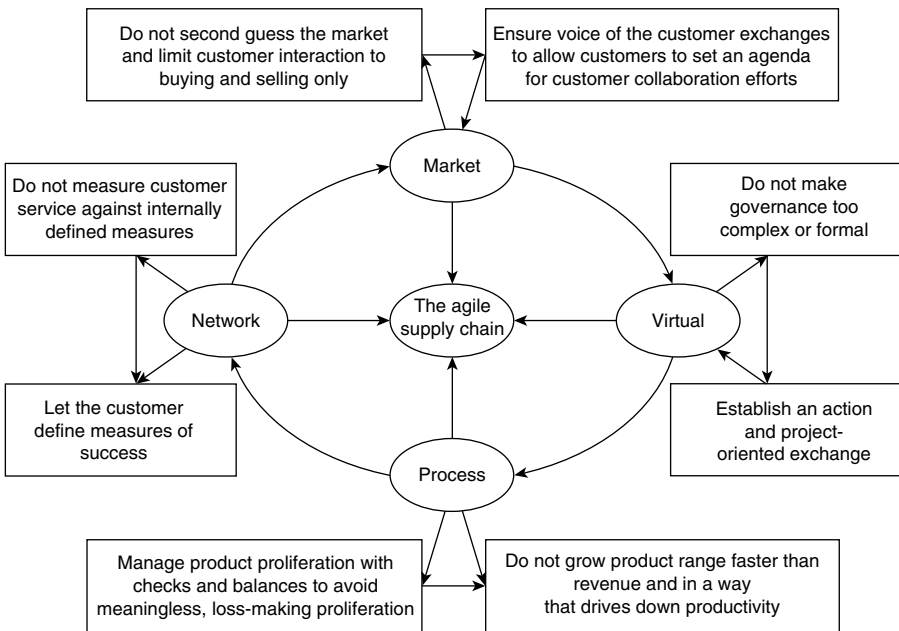 Do not second guess the market
and limit customer interaction to
buying and selling only
Ensure voice of the customer exchanges
to allow customers to set an agenda
for customer collaboration efforts
Market
Do not measure customer
service against internally
defined measures
Do not make
governance too
complex or formal
Network
The agile
supply chain
Virtual
Let the customer
define measures of
success
Establish an action
and project-
oriented exchange
Process
Manage product proliferation with
checks and balances to avoid
meaningless, loss-making proliferation
Do not grow product range faster than
revenue and in a way
that drives down productivity